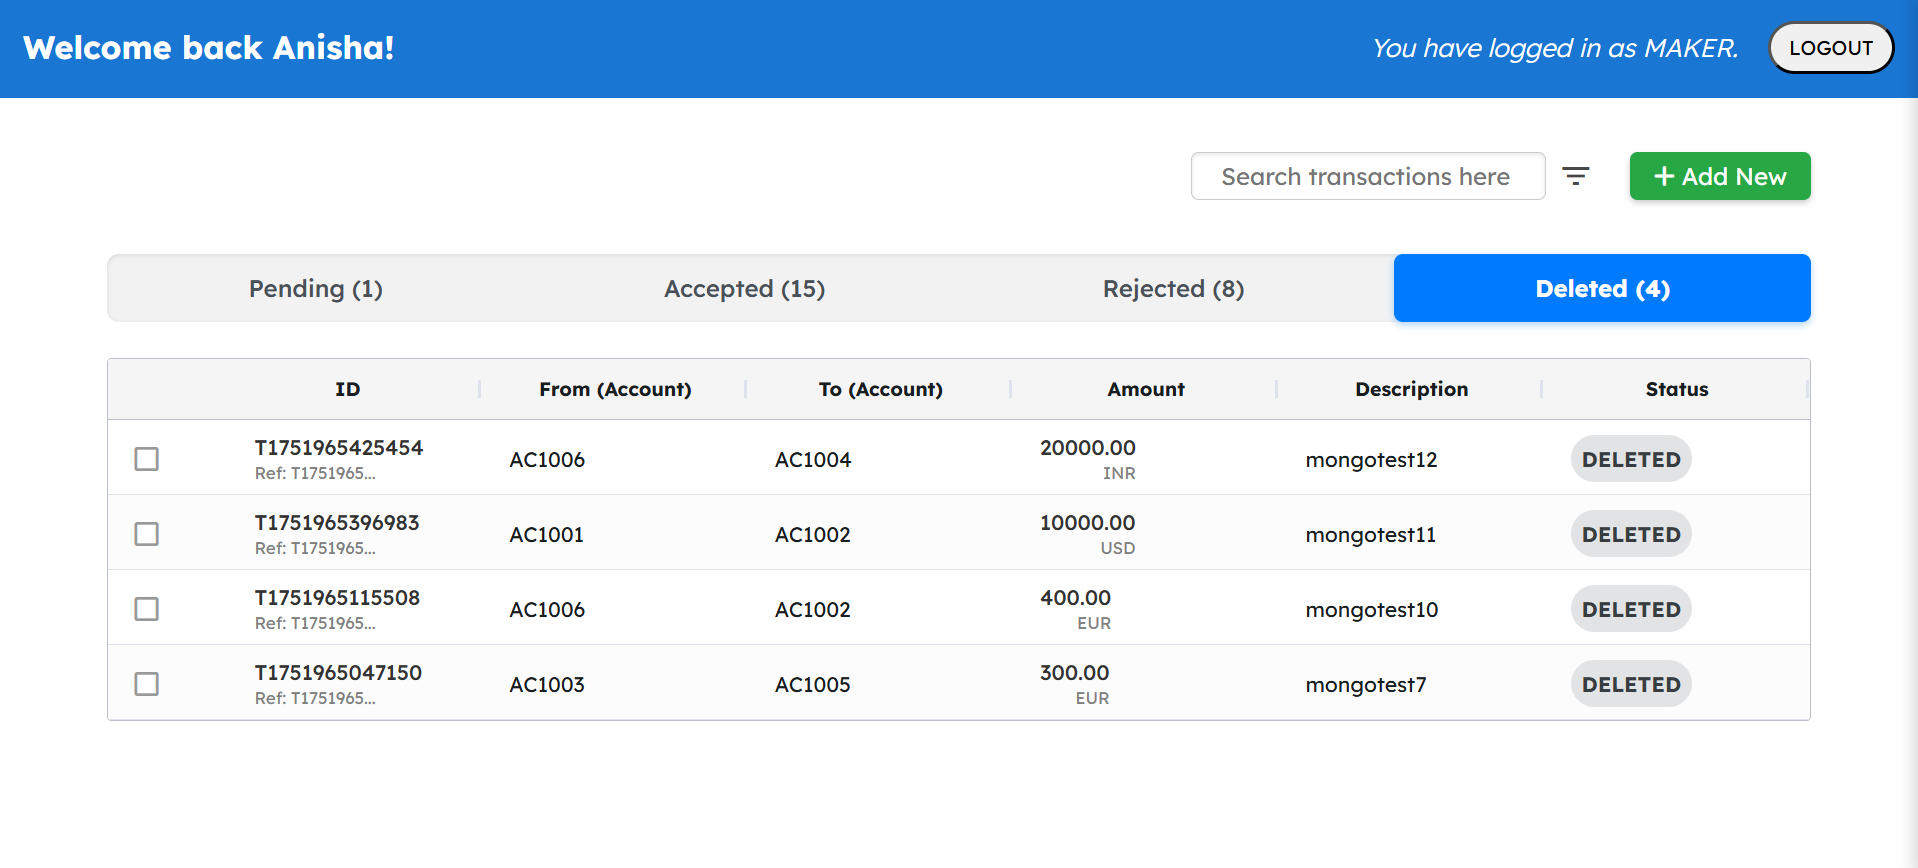 Welcome back Anisha!
You have logged in as MAKER.
LOGOUT
Search transactions here
+ Add New
Pending (1)
Accepted (15)
Rejected (8)
Deleted (4)
ID From (Account) To (Account) Amount Description Status
T1751965425454 AC1006 AC1004 20000.00 mongotest12 DELETED
Ref: T1751965... INR
T1751965396983 AC1001 AC1002 10000.00 mongotest11 DELETED
Ref: T1751965... USD
T1751965115508 AC1006 AC1002 400.00 mongotest10 DELETED
Ref: T1751965... EUR
T1751965047150 AC1003 AC1005 300.00 mongotest7 DELETED
Ref: T1751965... EUR